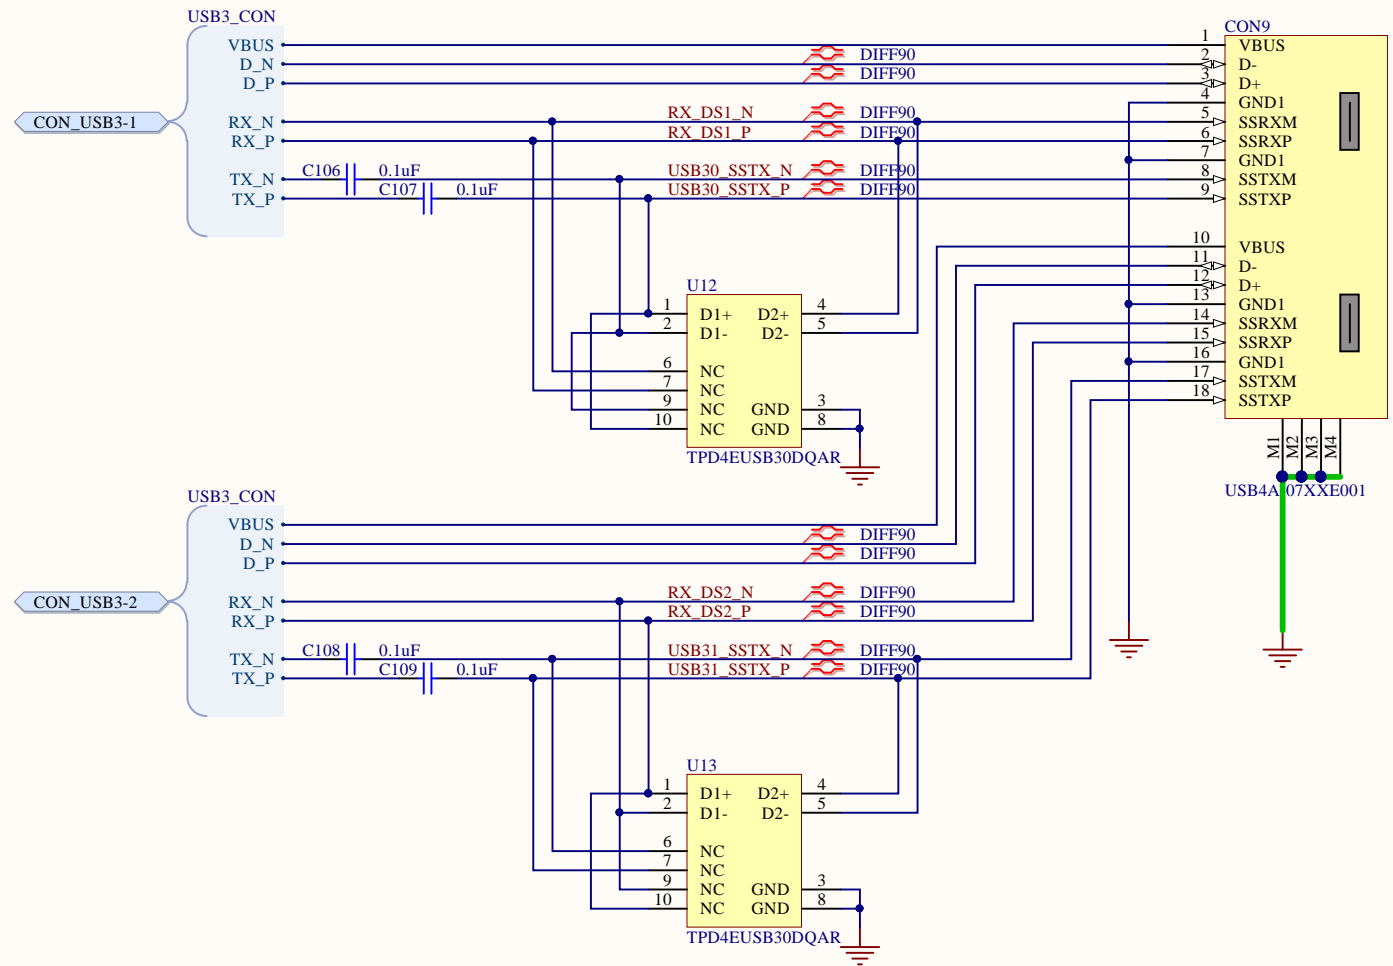 USB3_CON
CON_USB3-1
VBUS
D_N
D_P
RX_N
RX_P
TX_N
TX_P
C106 0.1uF
C107 0.1uF
DIFF90
DIFF90
RX_DS1_N DIFF90
RX_DS1_P DIFF90
USB30_SSTX_N DIFF90
USB30_SSTX_P DIFF90
U12
1 D1+ D2+ 4
2 D1- D2- 5
6 NC
7 NC
9 NC GND 3
10 NC GND 8
TPD4EUSB30DQAR
CON9
1 VBUS
2 D-
3 D+
4 GND1
5 SSRXM
6 SSRXP
7 GND1
8 SSTXM
9 SSTXP
10 VBUS
11 D-
12 D+
13 GND1
14 SSRXM
15 SSRXP
16 GND1
17 SSTXM
18 SSTXP
M1 M2 M3 M4
USB3_CON
CON_USB3-2
VBUS
D_N
D_P
RX_N
RX_P
TX_N
TX_P
C108 0.1uF
C109 0.1uF
DIFF90
DIFF90
RX_DS2_N DIFF90
RX_DS2_P DIFF90
USB31_SSTX_N DIFF90
USB31_SSTX_P DIFF90
U13
1 D1+ D2+ 4
2 D1- D2- 5
6 NC
7 NC
9 NC GND 3
10 NC GND 8
TPD4EUSB30DQAR